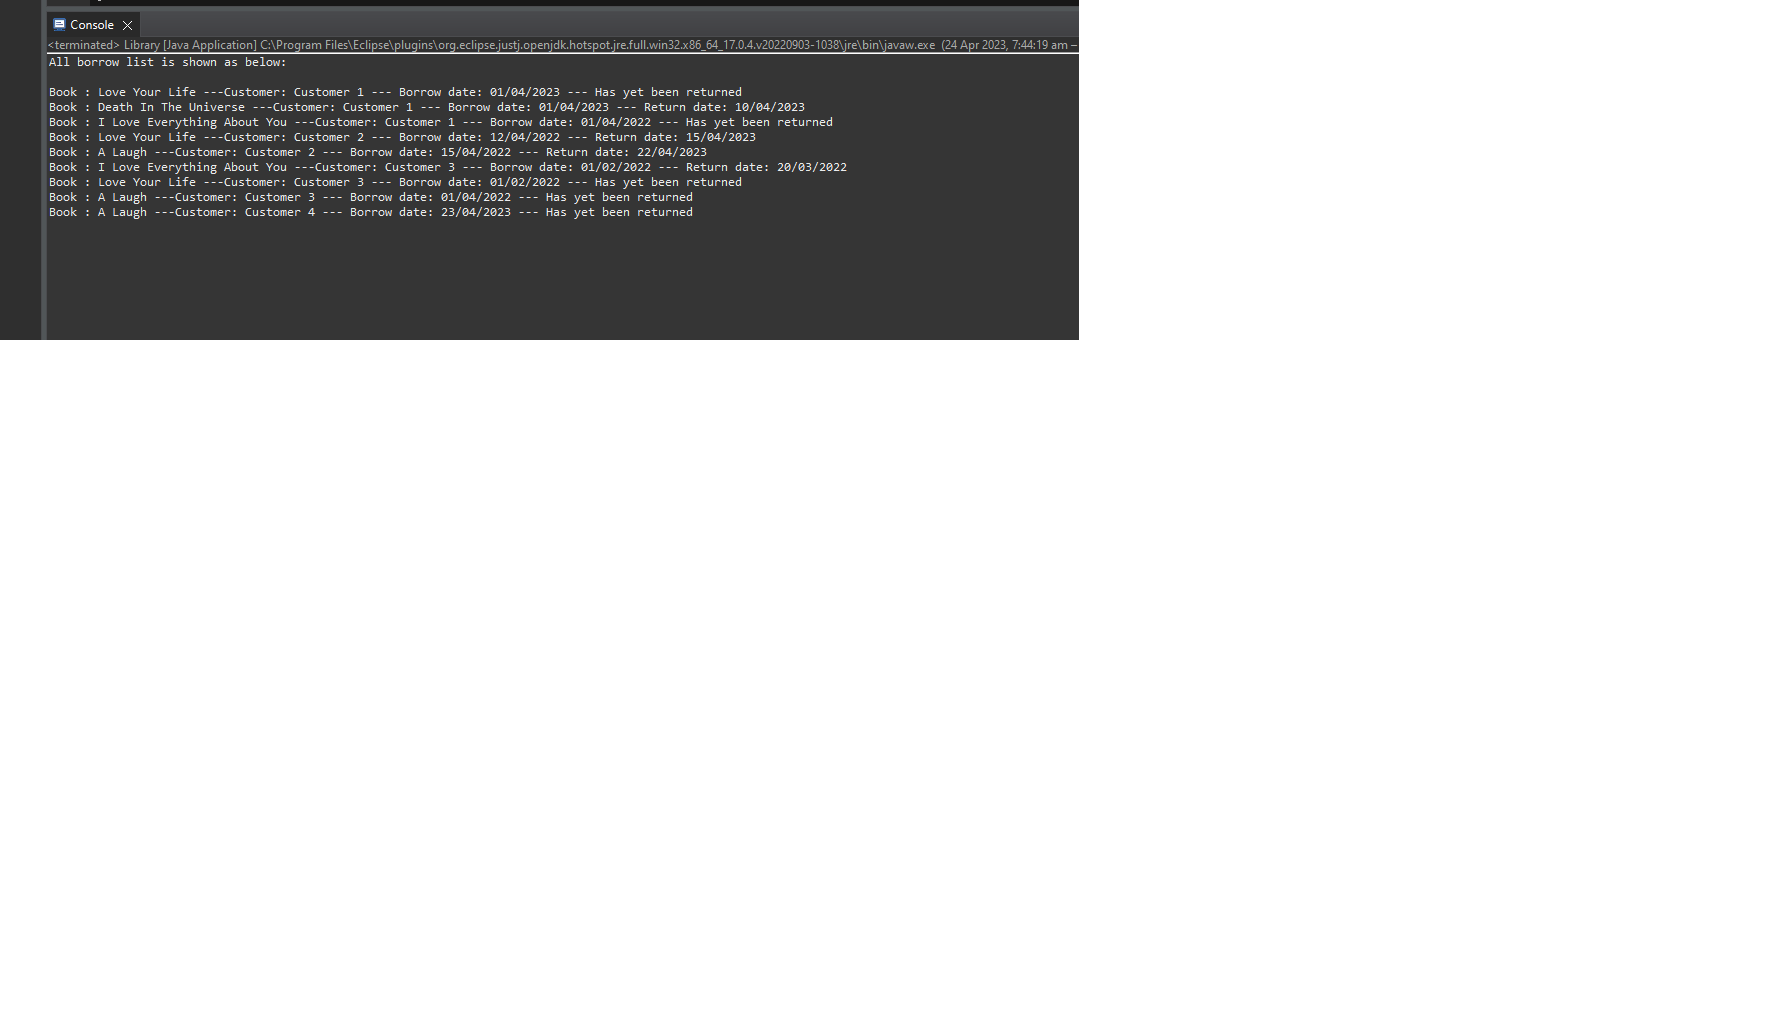 Console
<terminated> Library [Java Application] C:\Program Files\Eclipse\plugins\org.eclipse.justj.openjdk.hotspot.jre.full.win32.x86_64_17.0.4.v20220903-1038\jre\bin\javaw.exe (24 Apr 2023, 7:44:19 am –
All borrow list is shown as below:
Book : Love Your Life ---Customer: Customer 1 --- Borrow date: 01/04/2023 --- Has yet been returned
Book : Death In The Universe ---Customer: Customer 1 --- Borrow date: 01/04/2023 --- Return date: 10/04/2023
Book : I Love Everything About You ---Customer: Customer 1 --- Borrow date: 01/04/2022 --- Has yet been returned
Book : Love Your Life ---Customer: Customer 2 --- Borrow date: 12/04/2022 --- Return date: 15/04/2023
Book : A Laugh ---Customer: Customer 2 --- Borrow date: 15/04/2022 --- Return date: 22/04/2023
Book : I Love Everything About You ---Customer: Customer 3 --- Borrow date: 01/02/2022 --- Return date: 20/03/2022
Book : Love Your Life ---Customer: Customer 3 --- Borrow date: 01/02/2022 --- Has yet been returned
Book : A Laugh ---Customer: Customer 3 --- Borrow date: 01/04/2022 --- Has yet been returned
Book : A Laugh ---Customer: Customer 4 --- Borrow date: 23/04/2023 --- Has yet been returned